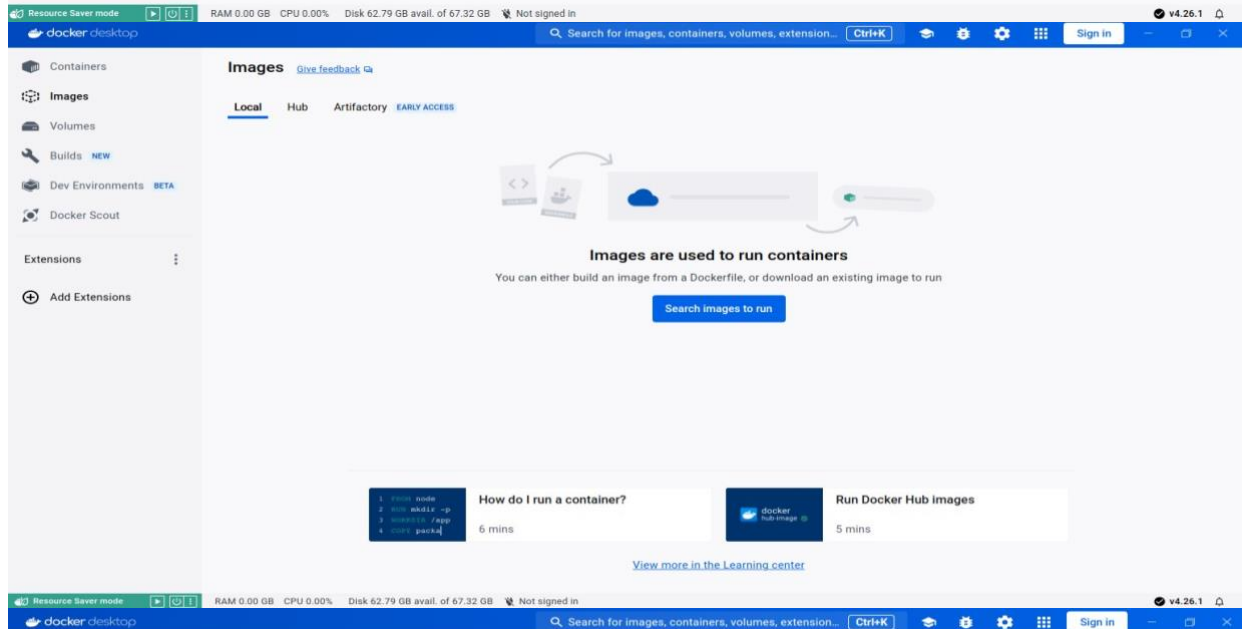 Resource Saver mode RAM 0.00 GB CPU 0.00% Disk 62.79 GB avail. of 67.32 GB Not signed in v4.26.1
docker desktop Search for images, containers, volumes, extension... Ctrl+K Sign in
Containers
Images
Volumes
Builds NEW
Dev Environments BETA
Docker Scout
Extensions
Add Extensions
Images Give feedback
Local Hub Artifactory EARLY ACCESS
Images are used to run containers
You can either build an image from a Dockerfile, or download an existing image to run
Search images to run
1 FROM node
2 RUN mkdir -p
3 WORKDIR /app
4 COPY packa
How do I run a container?
6 mins
docker
hub-image
Run Docker Hub images
5 mins
View more in the Learning center
Resource Saver mode RAM 0.00 GB CPU 0.00% Disk 62.79 GB avail. of 67.32 GB Not signed in v4.26.1
docker desktop Search for images, containers, volumes, extension... Ctrl+K Sign in